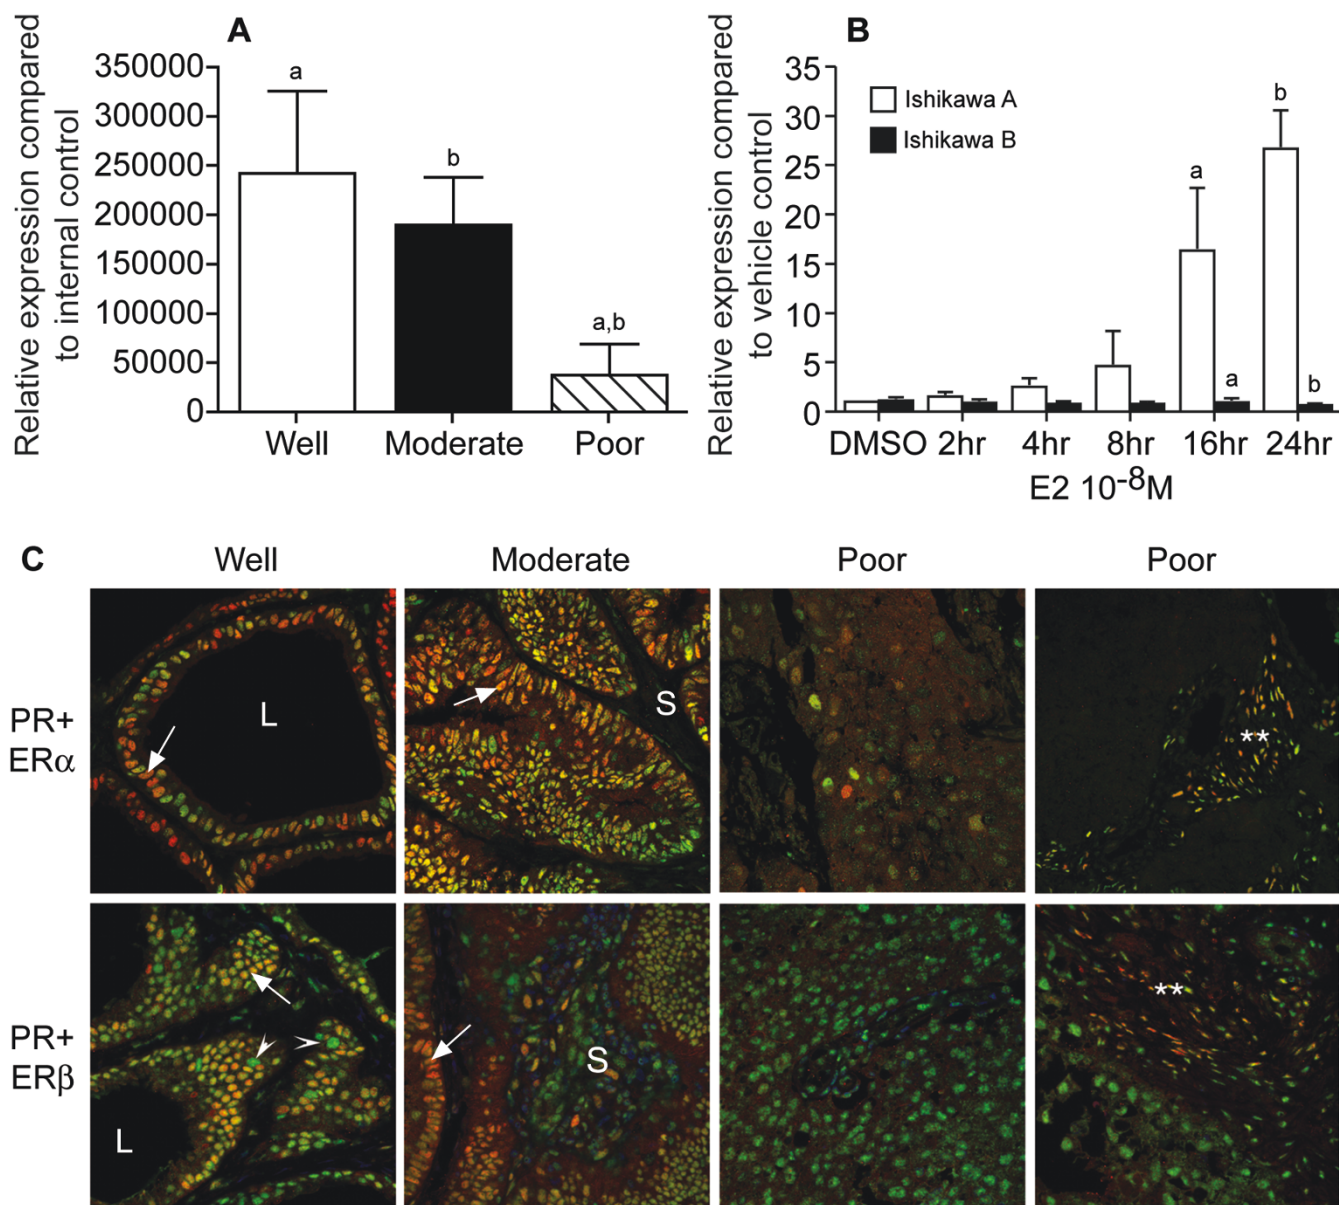 A
Relative expression compared
to internal control
350000
300000
250000
200000
150000
100000
50000
0
a
b
a,b
Well
Moderate
Poor
B
Relative expression compared
to vehicle control
35
30
25
20
15
10
5
0
Ishikawa A
Ishikawa B
a
b
a
b
DMSO 2hr 4hr 8hr 16hr 24hr
E2 10⁻⁸M
C
Well Moderate Poor Poor
PR+
ERα
L
S
**
PR+
ERβ
L
S
**